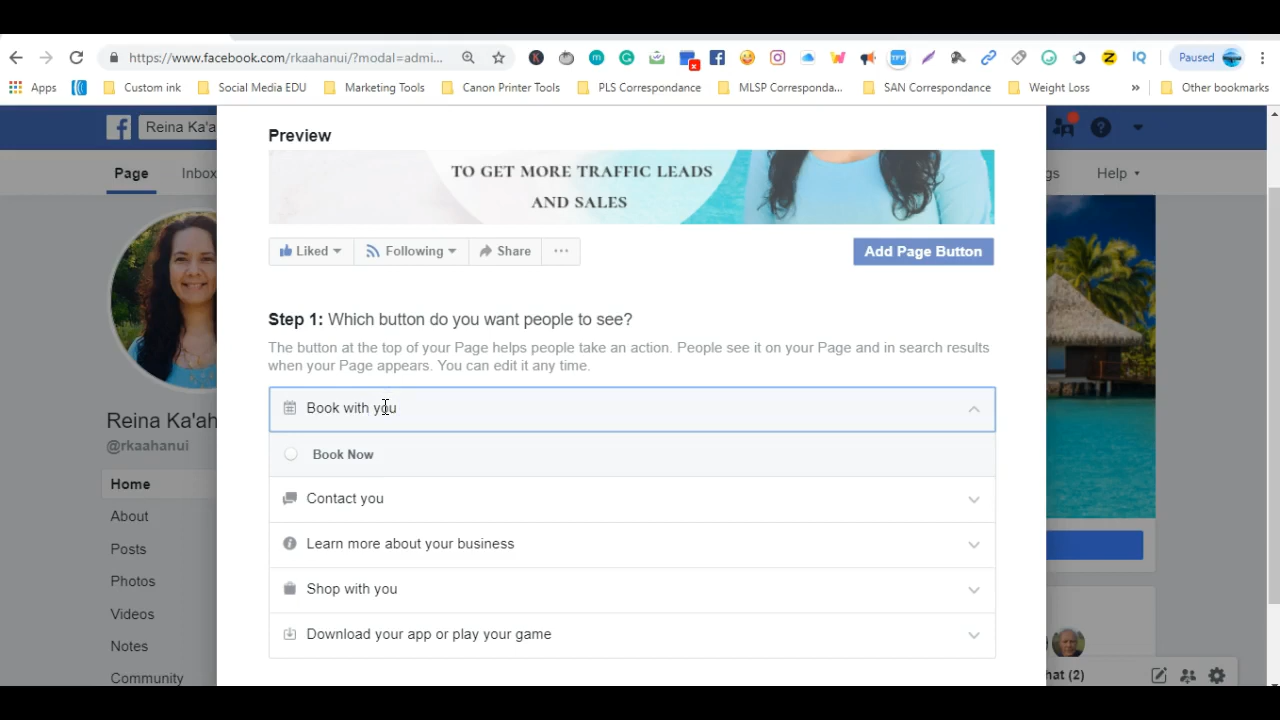 https://www.facebook.com/rkaahanui/?modal=admi...
Paused
Apps
Custom ink
Social Media EDU
Marketing Tools
Canon Printer Tools
PLS Correspondance
MLSP Corresponda...
SAN Correspondance
Weight Loss
»
Other bookmarks
Reina Ka'a
Page
Inbox
gs
Help
Preview
TO GET MORE TRAFFIC LEADS
AND SALES
Liked
Following
Share
...
Add Page Button
Step 1: Which button do you want people to see?
The button at the top of your Page helps people take an action. People see it on your Page and in search results
when your Page appears. You can edit it any time.
Book with you
Book Now
Contact you
Learn more about your business
Shop with you
Download your app or play your game
Reina Ka'ah
@rkaahanui
Home
About
Posts
Photos
Videos
Notes
Community
hat (2)